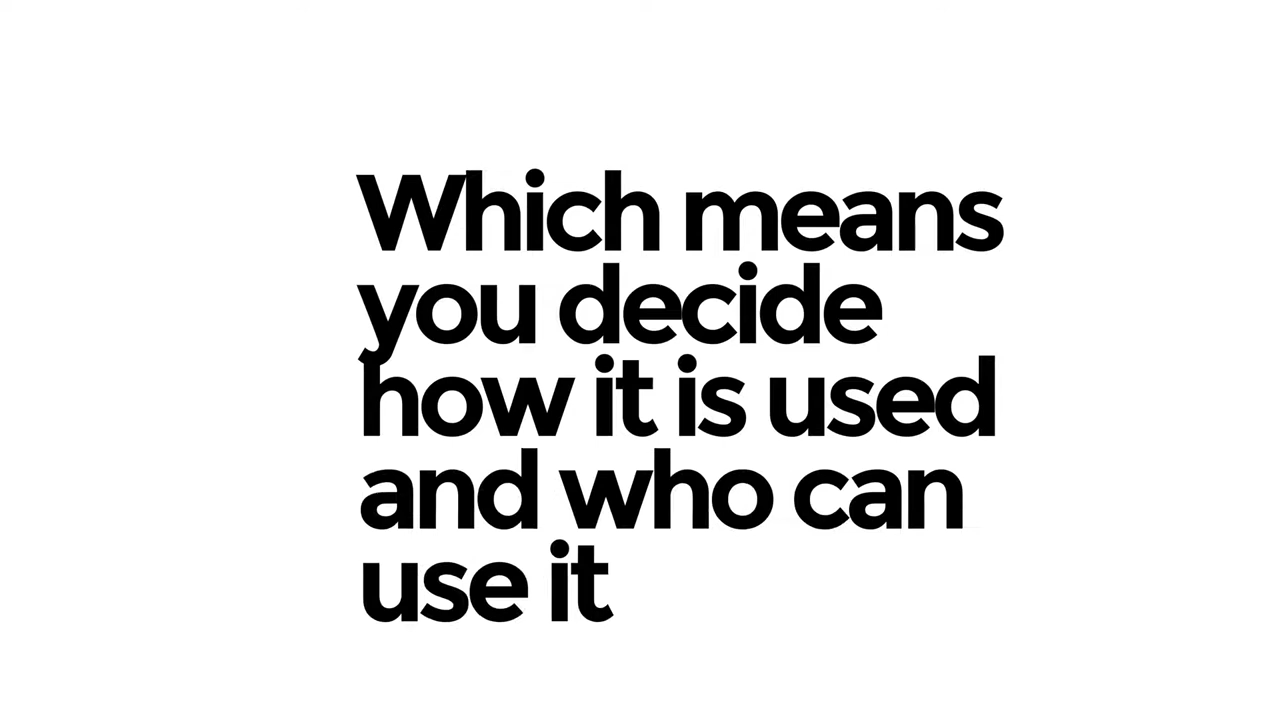 Which means
you decide
how it is used
and who can
use it